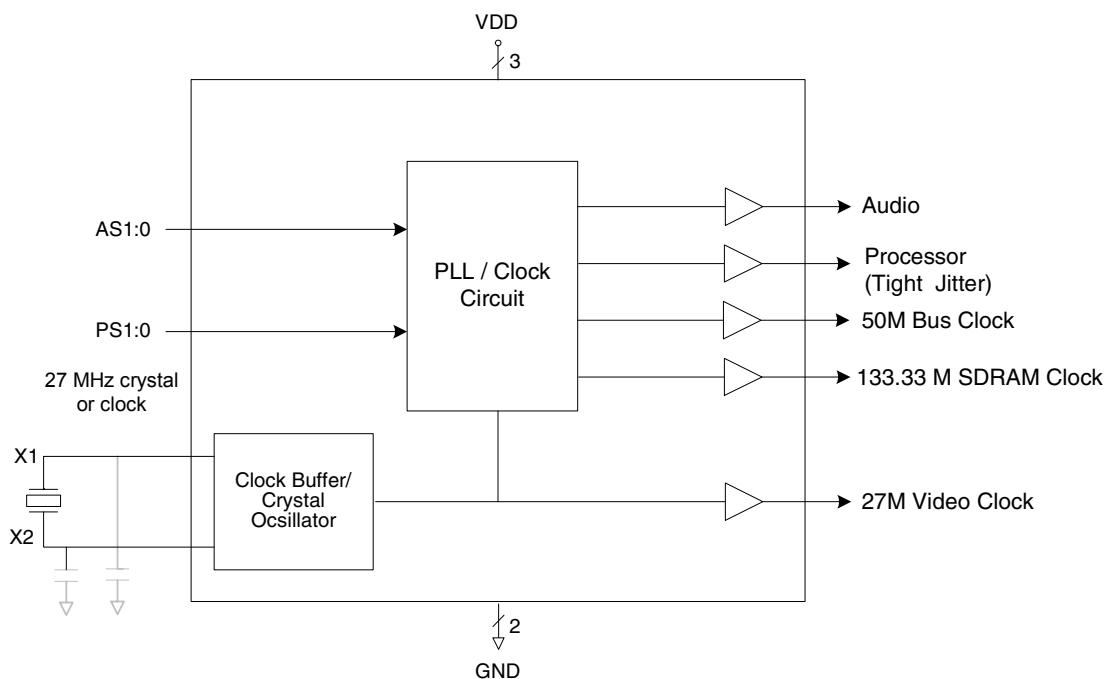 VDD
3
AS1:0
PS1:0
27 MHz crystal
or clock
X1
X2
PLL / Clock
Circuit
Clock Buffer/
Crystal
Ocsillator
Audio
Processor
(Tight Jitter)
50M Bus Clock
133.33 M SDRAM Clock
27M Video Clock
2
GND